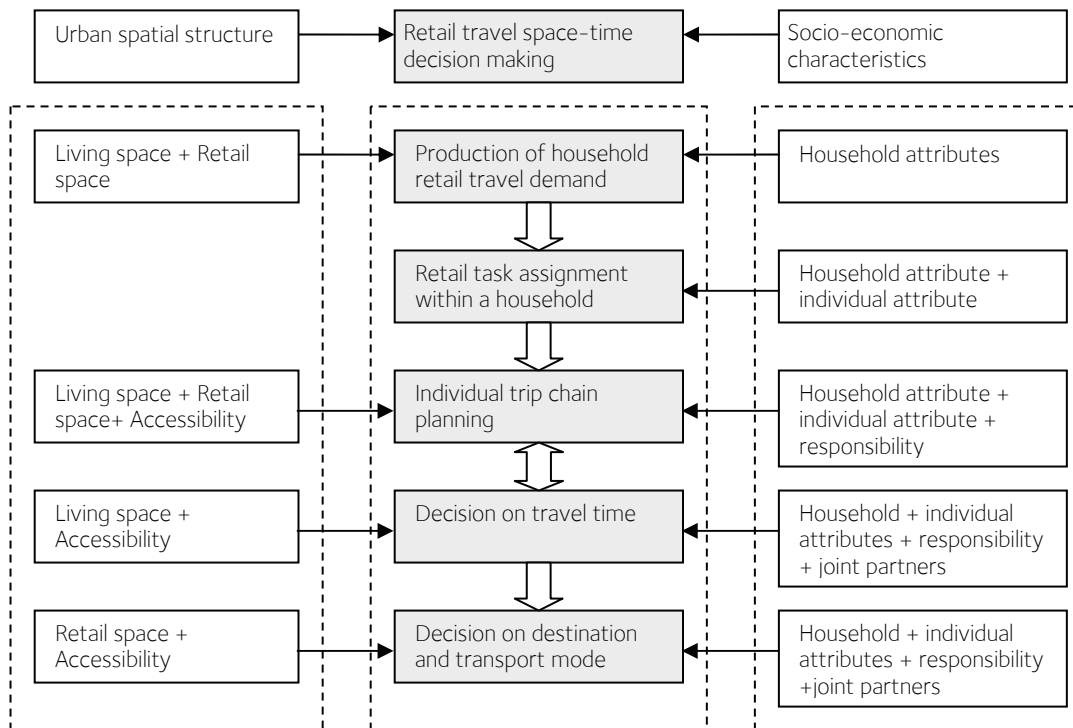 Urban spatial structure
Retail travel space-time
decision making
Socio-economic
characteristics
Living space + Retail
space
Production of household
retail travel demand
Household attributes
Retail task assignment
within a household
Household attribute +
individual attribute
Living space + Retail
space+ Accessibility
Individual trip chain
planning
Household attribute +
individual attribute +
responsibility
Living space +
Accessibility
Decision on travel time
Household + individual
attributes + responsibility
+ joint partners
Retail space +
Accessibility
Decision on destination
and transport mode
Household + individual
attributes + responsibility
+joint partners